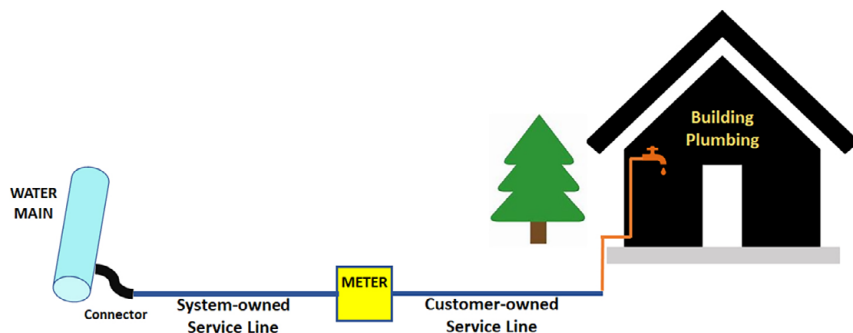 Building
Plumbing
WATER
MAIN
METER
Connector
System-owned
Service Line
Customer-owned
Service Line